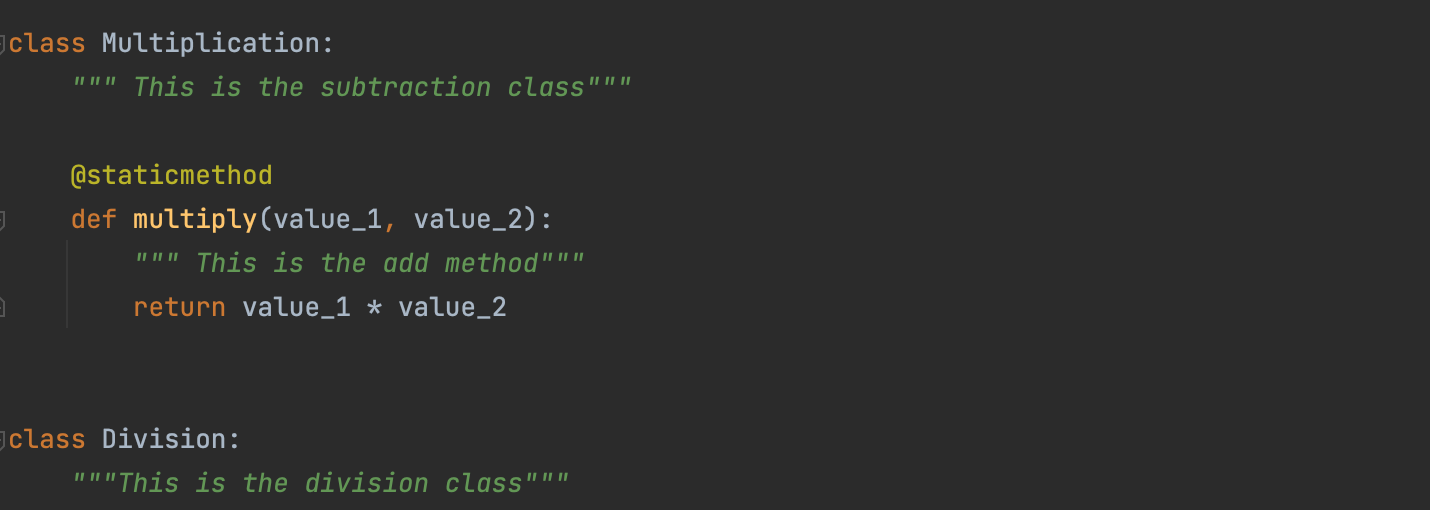 class Multiplication:
    """ This is the subtraction class"""
    @staticmethod
    def multiply(value_1, value_2):
        """ This is the add method"""
        return value_1 * value_2
class Division:
    """This is the division class"""